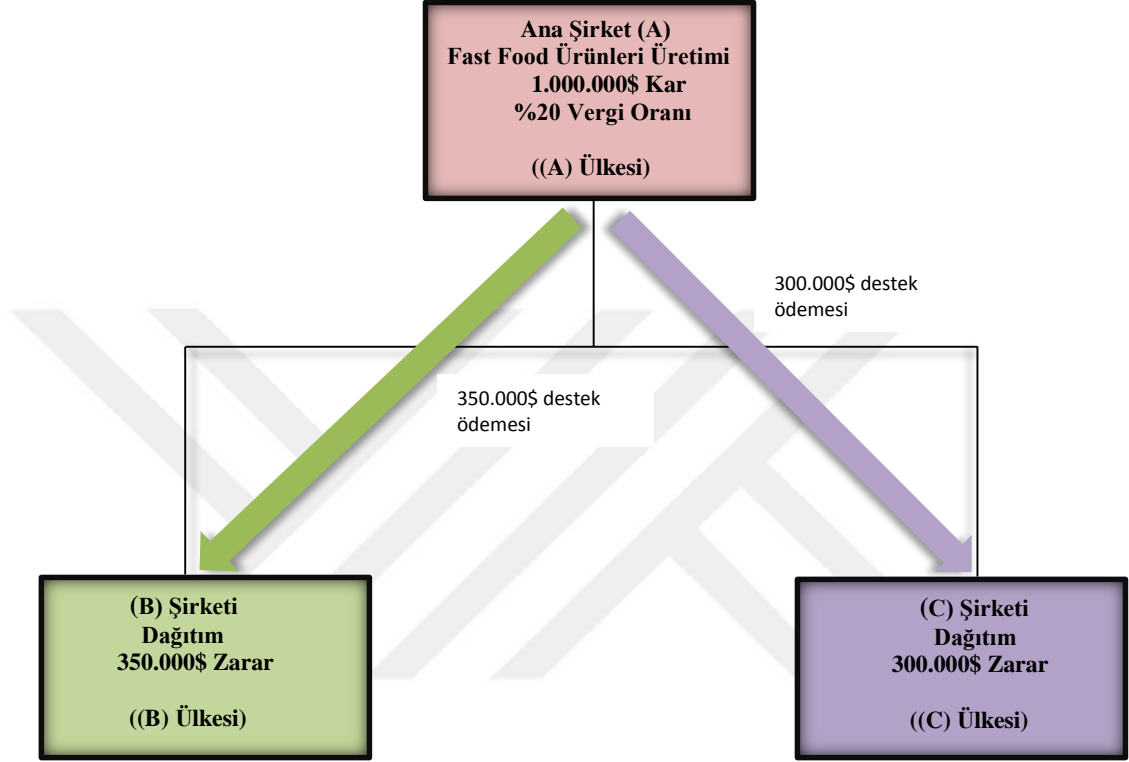 Ana Şirket (A)
Fast Food Ürünleri Üretimi
1.000.000$ Kar
%20 Vergi Oranı
((A) Ülkesi)
300.000$ destek
ödemesi
350.000$ destek
ödemesi
(B) Şirketi
Dağıtım
350.000$ Zarar
((B) Ülkesi)
(C) Şirketi
Dağıtım
300.000$ Zarar
((C) Ülkesi)